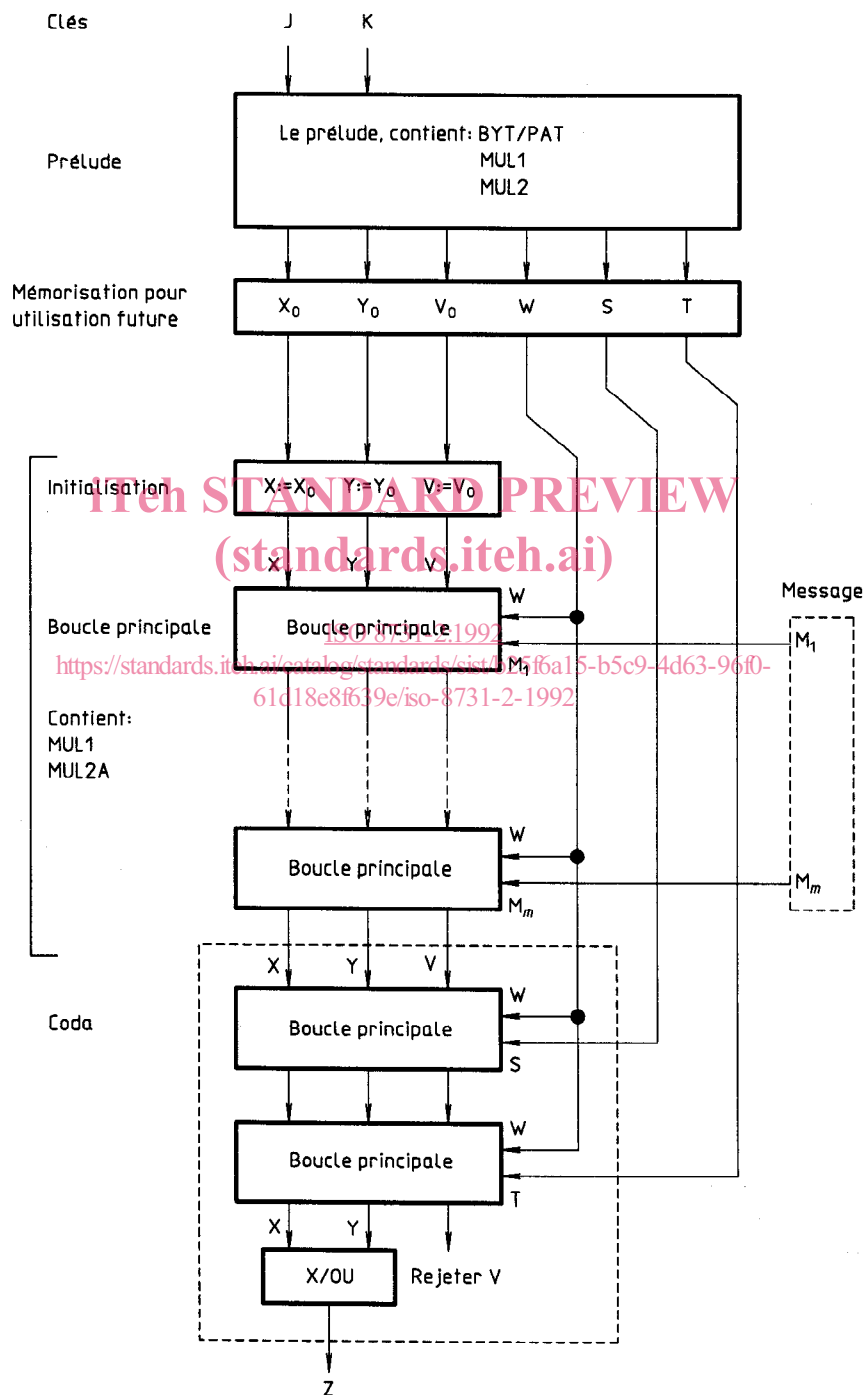 Clés J K
Le prélude, contient: BYT/PAT
Prélude
MUL1
MUL2
Mémorisation pour
utilisation future
X0 Y0 V0 W S T
Initialisation X:=X0 Y:=Y0 V:=V0
iTeh STANDARD PREVIEW
(standards.iteh.ai)
X Y V
W
Message
Boucle principale Boucle principale
M1
ISO 8731-2:1992
M1
https://standards.iteh.ai/catalog/standards/sist/b25f6a15-b5c9-4d63-96f0-
61d18e8f639e/iso-8731-2-1992
Contient:
MUL1
MUL2A
W
Boucle principale
Mm
Mm
X Y V
W
Coda
Boucle principale
S
W
Boucle principale
T
X Y
X/OU Rejeter V
Z